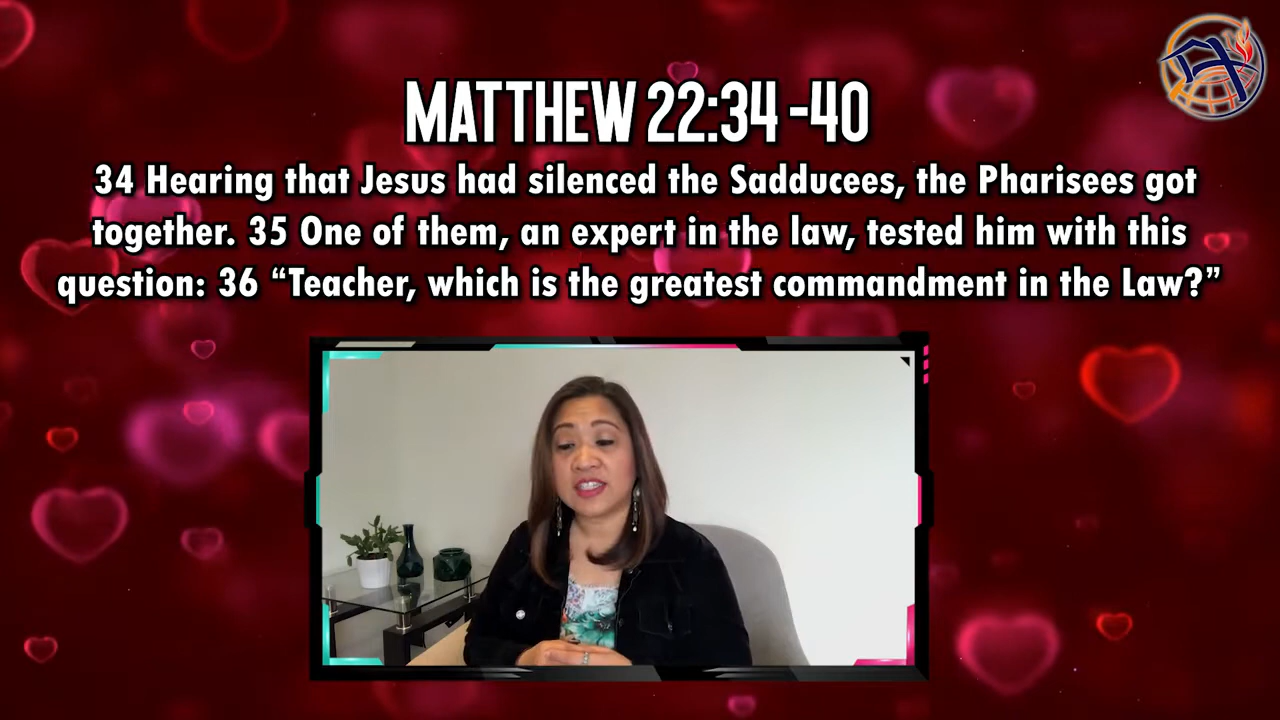 MATTHEW 22:34 -40
34 Hearing that Jesus had silenced the Sadducees, the Pharisees got
together. 35 One of them, an expert in the law, tested him with this
question: 36 “Teacher, which is the greatest commandment in the Law?”